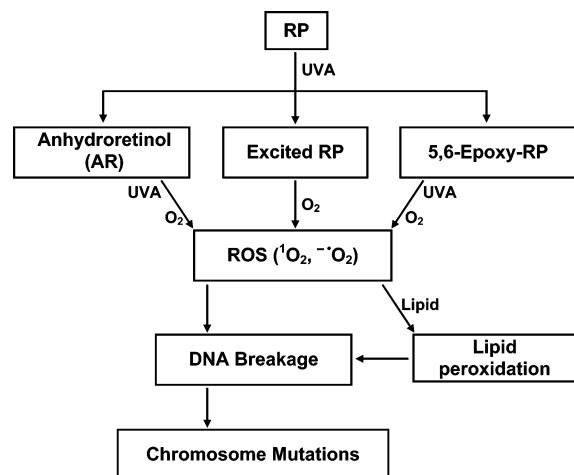 RP
UVA
Anhydroretinol
(AR)
Excited RP
5,6-Epoxy-RP
UVA
O₂
O₂
UVA
O₂
ROS (¹O₂, ⁻•O₂)
Lipid
DNA Breakage
Lipid
peroxidation
Chromosome Mutations